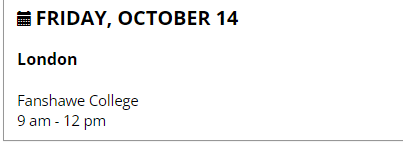 FRIDAY, OCTOBER 14
London
Fanshawe College
9 am - 12 pm